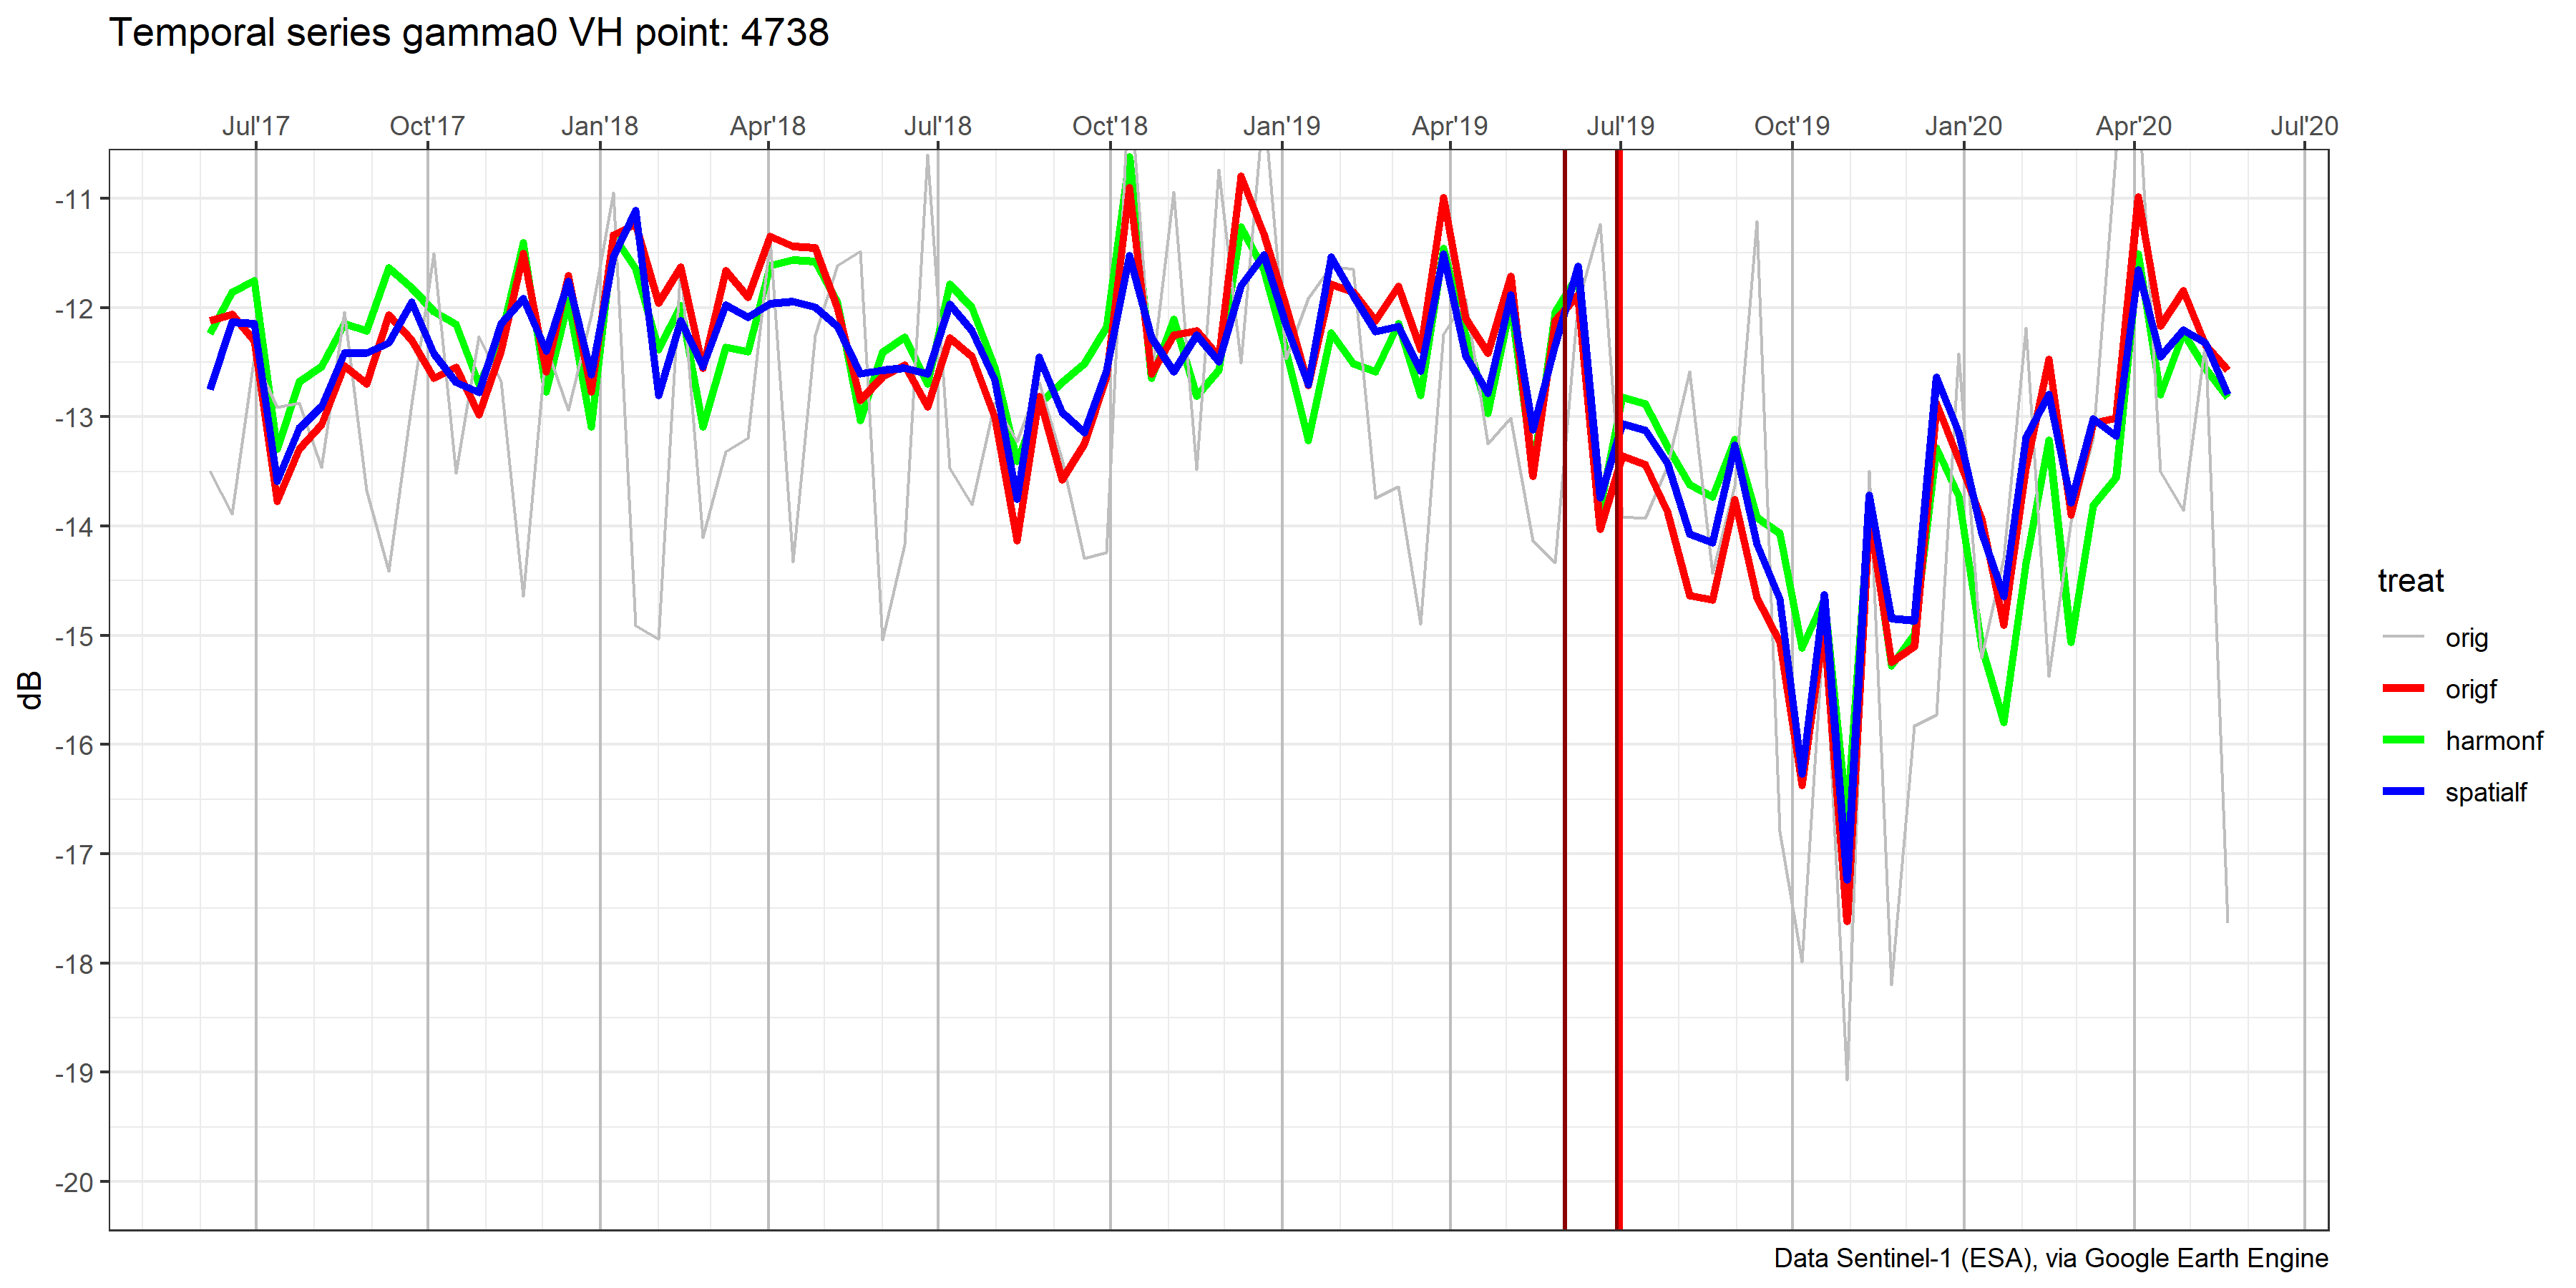 Temporal series gamma0 VH point: 4738
Jul'17 Oct'17 Jan'18 Apr'18 Jul'18 Oct'18 Jan'19 Apr'19 Jul'19 Oct'19 Jan'20 Apr'20 Jul'20
-11
-12
-13
-14
-15
-16
-17
-18
-19
-20
dB
treat
orig
origf
harmonf
spatialf
Data Sentinel-1 (ESA), via Google Earth Engine